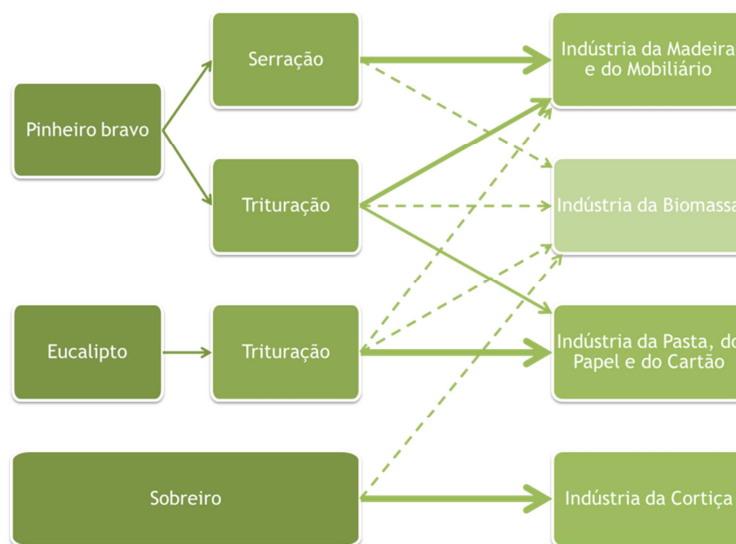 Serração
Indústria da Madeira
e do Mobiliário
Pinheiro bravo
Trituração
Indústria da Biomassa
Eucalipto
Trituração
Indústria da Pasta, do
Papel e do Cartão
Sobreiro
Indústria da Cortiça